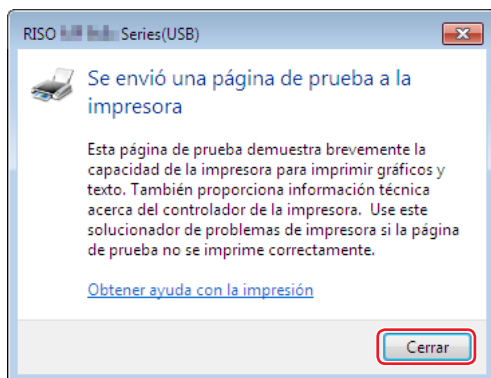 RISO Series(USB)
Se envió una página de prueba a la
impresora
Esta página de prueba demuestra brevemente la
capacidad de la impresora para imprimir gráficos y
texto. También proporciona información técnica
acerca del controlador de la impresora.  Use este
solucionador de problemas de impresora si la página
de prueba no se imprime correctamente.
Obtener ayuda con la impresión
Cerrar